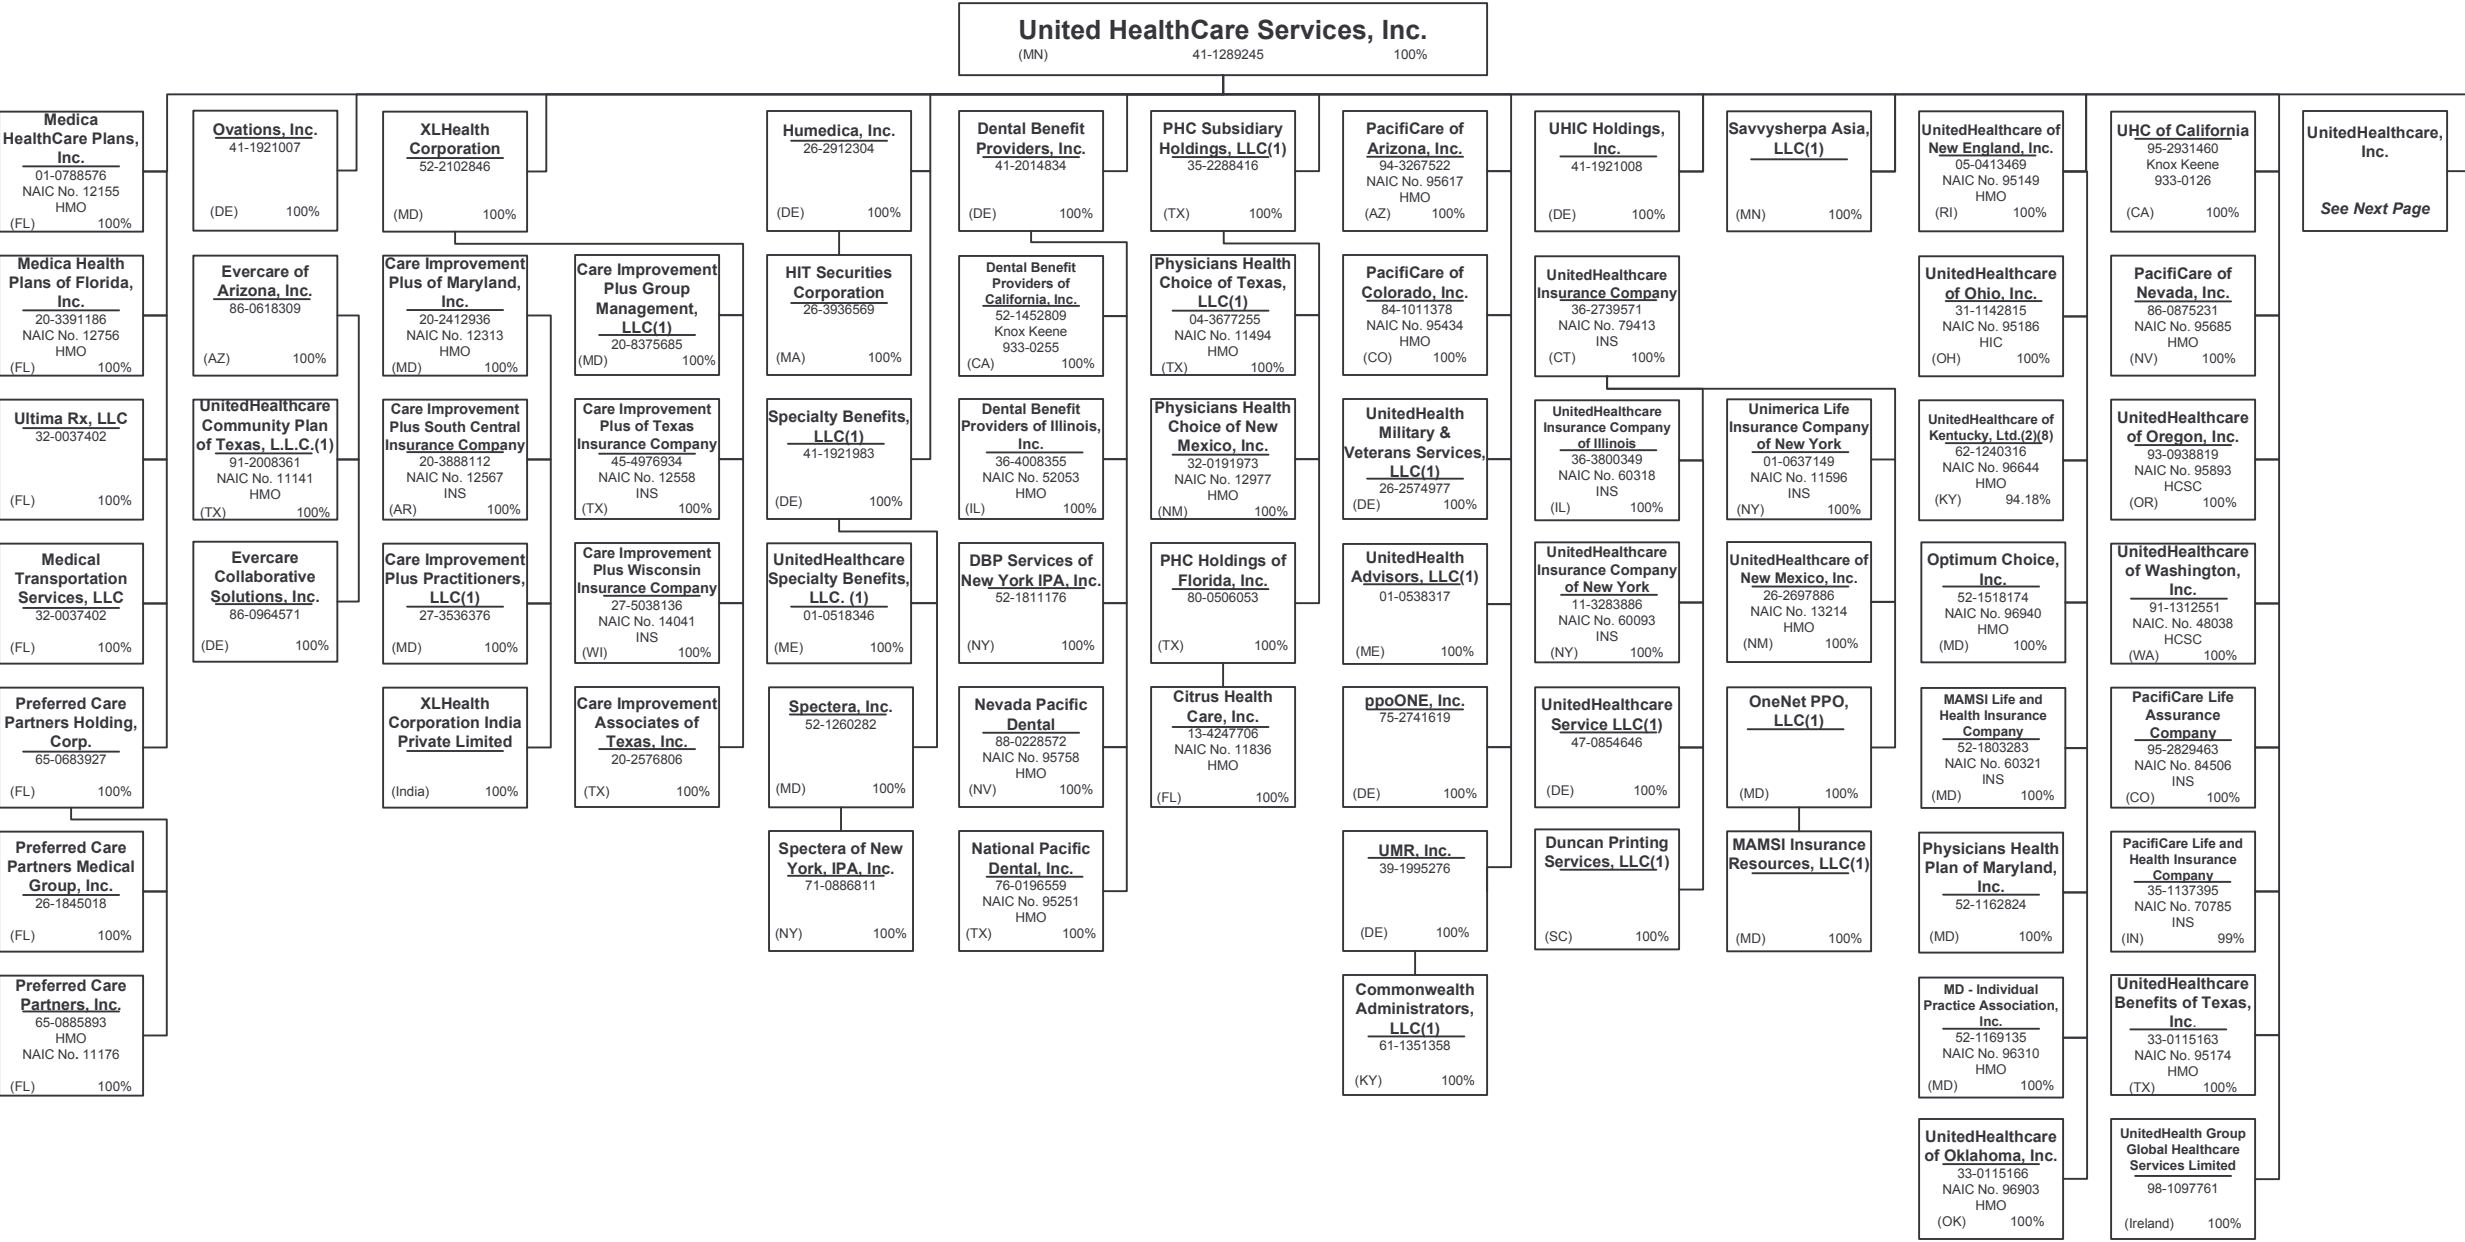 United HealthCare Services, Inc.
(MN) 41-1289245 100%
Medica
HealthCare Plans,
Inc.
01-0788576
NAIC No. 12155
HMO
(FL) 100%
Medica Health
Plans of Florida,
Inc.
20-3391186
NAIC No. 12756
HMO
(FL) 100%
Ultima Rx, LLC
32-0037402
(FL) 100%
Medical
Transportation
Services, LLC
32-0037402
(FL) 100%
Preferred Care
Partners Holding,
Corp.
65-0683927
(FL) 100%
Preferred Care
Partners Medical
Group, Inc.
26-1845018
(FL) 100%
Preferred Care
Partners, Inc.
65-0885893
HMO
NAIC No. 11176
(FL) 100%
Ovations, Inc.
41-1921007
(DE) 100%
Evercare of
Arizona, Inc.
86-0618309
(AZ) 100%
UnitedHealthcare
Community Plan
of Texas, L.L.C.(1)
91-2008361
NAIC No. 11141
HMO
(TX) 100%
Evercare
Collaborative
Solutions, Inc.
86-0964571
(DE) 100%
XLHealth
Corporation
52-2102846
(MD) 100%
Care Improvement
Plus of Maryland,
Inc.
20-2412936
NAIC No. 12313
HMO
(MD) 100%
Care Improvement
Plus South Central
Insurance Company
20-3888112
NAIC No. 12567
INS
(AR) 100%
Care Improvement
Plus Practitioners,
LLC(1)
27-3536376
(MD) 100%
XLHealth
Corporation India
Private Limited
(India) 100%
Care Improvement
Plus Group
Management,
LLC(1)
20-8375685
(MD) 100%
Care Improvement
Plus of Texas
Insurance Company
45-4976934
NAIC No. 12558
INS
(TX) 100%
Care Improvement
Plus Wisconsin
Insurance Company
27-5038136
NAIC No. 14041
INS
(WI) 100%
Care Improvement
Associates of
Texas, Inc.
20-2576806
(TX) 100%
Humedica, Inc.
26-2912304
(DE) 100%
HIT Securities
Corporation
26-3936569
(MA) 100%
Specialty Benefits,
LLC(1)
41-1921983
(DE) 100%
UnitedHealthcare
Specialty Benefits,
LLC. (1)
01-0518346
(ME) 100%
Spectera, Inc.
52-1260282
(MD) 100%
Spectera of New
York, IPA, Inc.
71-0886811
(NY) 100%
Dental Benefit
Providers, Inc.
41-2014834
(DE) 100%
Dental Benefit
Providers of
California, Inc.
52-1452809
Knox Keene
933-0255
(CA) 100%
Dental Benefit
Providers of Illinois,
Inc.
36-4008355
NAIC No. 52053
HMO
(IL) 100%
DBP Services of
New York IPA, Inc.
52-1811176
(NY) 100%
Nevada Pacific
Dental
88-0228572
NAIC No. 95758
HMO
(NV) 100%
National Pacific
Dental, Inc.
76-0196559
NAIC No. 95251
HMO
(TX) 100%
PHC Subsidiary
Holdings, LLC(1)
35-2288416
(TX) 100%
Physicians Health
Choice of Texas,
LLC(1)
04-3677255
NAIC No. 11494
HMO
(TX) 100%
Physicians Health
Choice of New
Mexico, Inc.
32-0191973
NAIC No. 12977
HMO
(NM) 100%
PHC Holdings of
Florida, Inc.
80-0506053
(TX) 100%
Citrus Health
Care, Inc.
13-4247706
NAIC No. 11836
HMO
(FL) 100%
PacifiCare of
Arizona, Inc.
94-3267522
NAIC No. 95617
HMO
(AZ) 100%
PacifiCare of
Colorado, Inc.
84-1011378
NAIC No. 95434
HMO
(CO) 100%
UnitedHealth
Military &
Veterans Services,
LLC(1)
26-2574977
(DE) 100%
UnitedHealth
Advisors, LLC(1)
01-0538317
(ME) 100%
ppoONE, Inc.
75-2741619
(DE) 100%
UMR, Inc.
39-1995276
(DE) 100%
Commonwealth
Administrators,
LLC(1)
61-1351358
(KY) 100%
UHIC Holdings,
Inc.
41-1921008
(DE) 100%
UnitedHealthcare
Insurance Company
36-2739571
NAIC No. 79413
INS
(CT) 100%
UnitedHealthcare
Insurance Company
of Illinois
36-3800349
NAIC No. 60318
INS
(IL) 100%
UnitedHealthcare
Insurance Company
of New York
11-3283886
NAIC No. 60093
INS
(NY) 100%
UnitedHealthcare
Service LLC(1)
47-0854646
(DE) 100%
Duncan Printing
Services, LLC(1)
(SC) 100%
Savvysherpa Asia,
LLC(1)
(MN) 100%
Unimerica Life
Insurance Company
of New York
01-0637149
NAIC No. 11596
INS
(NY) 100%
UnitedHealthcare of
New Mexico, Inc.
26-2697886
NAIC No. 13214
HMO
(NM) 100%
OneNet PPO,
LLC(1)
(MD) 100%
MAMSI Insurance
Resources, LLC(1)
(MD) 100%
UnitedHealthcare of
New England, Inc.
05-0413469
NAIC No. 95149
HMO
(RI) 100%
UnitedHealthcare
of Ohio, Inc.
31-1142815
NAIC No. 95186
HIC
(OH) 100%
UnitedHealthcare of
Kentucky, Ltd.(2)(8)
62-1240316
NAIC No. 96644
HMO
(KY) 94.18%
Optimum Choice,
Inc.
52-1518174
NAIC No. 96940
HMO
(MD) 100%
MAMSI Life and
Health Insurance
Company
52-1803283
NAIC No. 60321
INS
(MD) 100%
Physicians Health
Plan of Maryland,
Inc.
52-1162824
(MD) 100%
MD - Individual
Practice Association,
Inc.
52-1169135
NAIC No. 96310
HMO
(MD) 100%
UnitedHealthcare
of Oklahoma, Inc.
33-0115166
NAIC No. 96903
HMO
(OK) 100%
UHC of California
95-2931460
Knox Keene
933-0126
(CA) 100%
PacifiCare of
Nevada, Inc.
86-0875231
NAIC No. 95685
HMO
(NV) 100%
UnitedHealthcare
of Oregon, Inc.
93-0938819
NAIC No. 95893
HCSC
(OR) 100%
UnitedHealthcare
of Washington,
Inc.
91-1312551
NAIC. No. 48038
HCSC
(WA) 100%
PacifiCare Life
Assurance
Company
95-2829463
NAIC No. 84506
INS
(CO) 100%
PacifiCare Life and
Health Insurance
Company
35-1137395
NAIC No. 70785
INS
(IN) 99%
UnitedHealthcare
Benefits of Texas,
Inc.
33-0115163
NAIC No. 95174
HMO
(TX) 100%
UnitedHealth Group
Global Healthcare
Services Limited
98-1097761
(Ireland) 100%
UnitedHealthcare,
Inc.
See Next Page